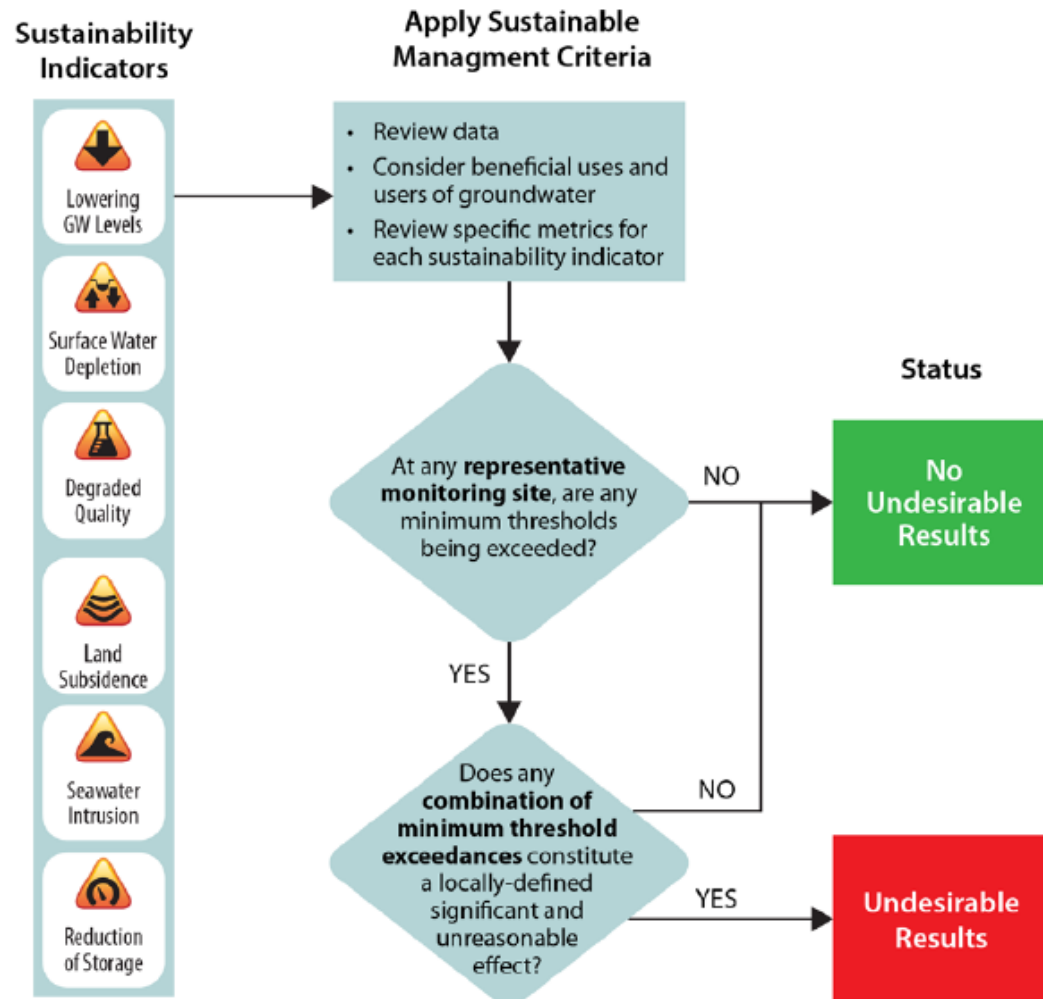 Sustainability
Indicators
Lowering
GW Levels
Surface Water
Depletion
Degraded
Quality
Land
Subsidence
Seawater
Intrusion
Reduction
of Storage
Apply Sustainable
Managment Criteria
• Review data
• Consider beneficial uses and
users of groundwater
• Review specific metrics for
each sustainability indicator
At any representative
monitoring site, are any
minimum thresholds
being exceeded?
NO
YES
Does any
combination of
minimum threshold
exceedances constitute
a locally-defined
significant and
unreasonable
effect?
NO
YES
Status
No
Undesirable
Results
Undesirable
Results